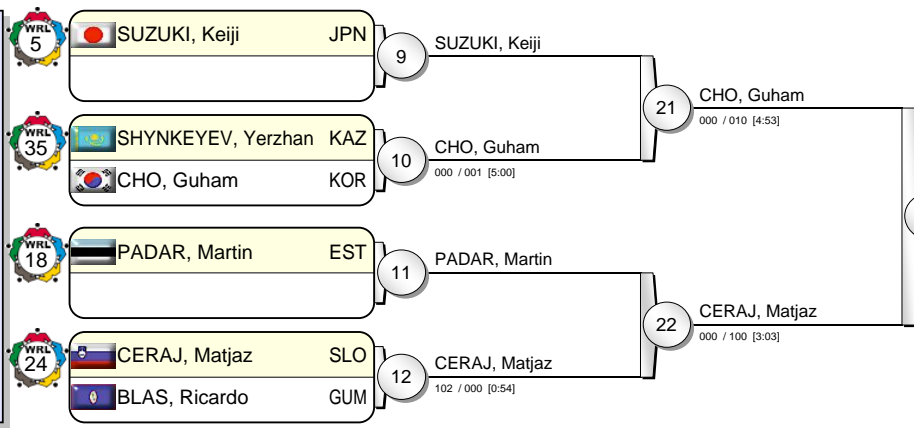 WRL
5
SUZUKI, Keiji JPN
9
SUZUKI, Keiji
21
CHO, Guham
000 / 010 [4:53]
WRL
35
SHYNKEYEV, Yerzhan KAZ
CHO, Guham KOR
10
CHO, Guham
000 / 001 [5:00]
WRL
18
PADAR, Martin EST
11
PADAR, Martin
22
CERAJ, Matjaz
000 / 100 [3:03]
WRL
24
CERAJ, Matjaz SLO
BLAS, Ricardo GUM
12
CERAJ, Matjaz
102 / 000 [0:54]